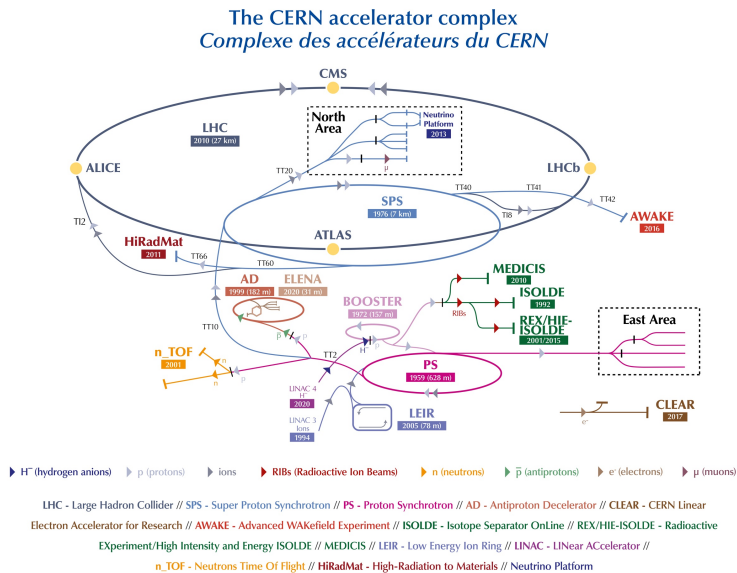 The CERN accelerator complex
Complexe des accélérateurs du CERN
CMS
LHC
2010 (27 km)
North
Area
Neutrino
Platform
2013
μ
ALICE
LHCb
TT20
TT40
TT41
TT42
SPS
1976 (7 km)
TI8
TI2
AWAKE
2016
ATLAS
HiRadMat
2011
TT66
TT60
AD
1999 (182 m)
ELENA
2020 (31 m)
MEDICIS
2010
BOOSTER
1972 (157 m)
ISOLDE
1992
RIBs
REX/HIE-
ISOLDE
2001/2015
East Area
TT10
p̅
p
TT2
H⁻
p
n_TOF
2001
n
n
p
PS
1959 (628 m)
LINAC 4
H⁻
2020
LINAC 3
Ions
1994
LEIR
2005 (78 m)
CLEAR
2017
e⁻
H⁻ (hydrogen anions)
p (protons)
ions
RIBs (Radioactive Ion Beams)
n (neutrons)
p̅ (antiprotons)
e⁻ (electrons)
μ (muons)
LHC - Large Hadron Collider // SPS - Super Proton Synchrotron // PS - Proton Synchrotron // AD - Antiproton Decelerator // CLEAR - CERN Linear
Electron Accelerator for Research // AWAKE - Advanced WAKefield Experiment // ISOLDE - Isotope Separator OnLine // REX/HIE-ISOLDE - Radioactive
EXperiment/High Intensity and Energy ISOLDE // MEDICIS // LEIR - Low Energy Ion Ring // LINAC - LINear ACcelerator //
n_TOF - Neutrons Time Of Flight // HiRadMat - High-Radiation to Materials // Neutrino Platform